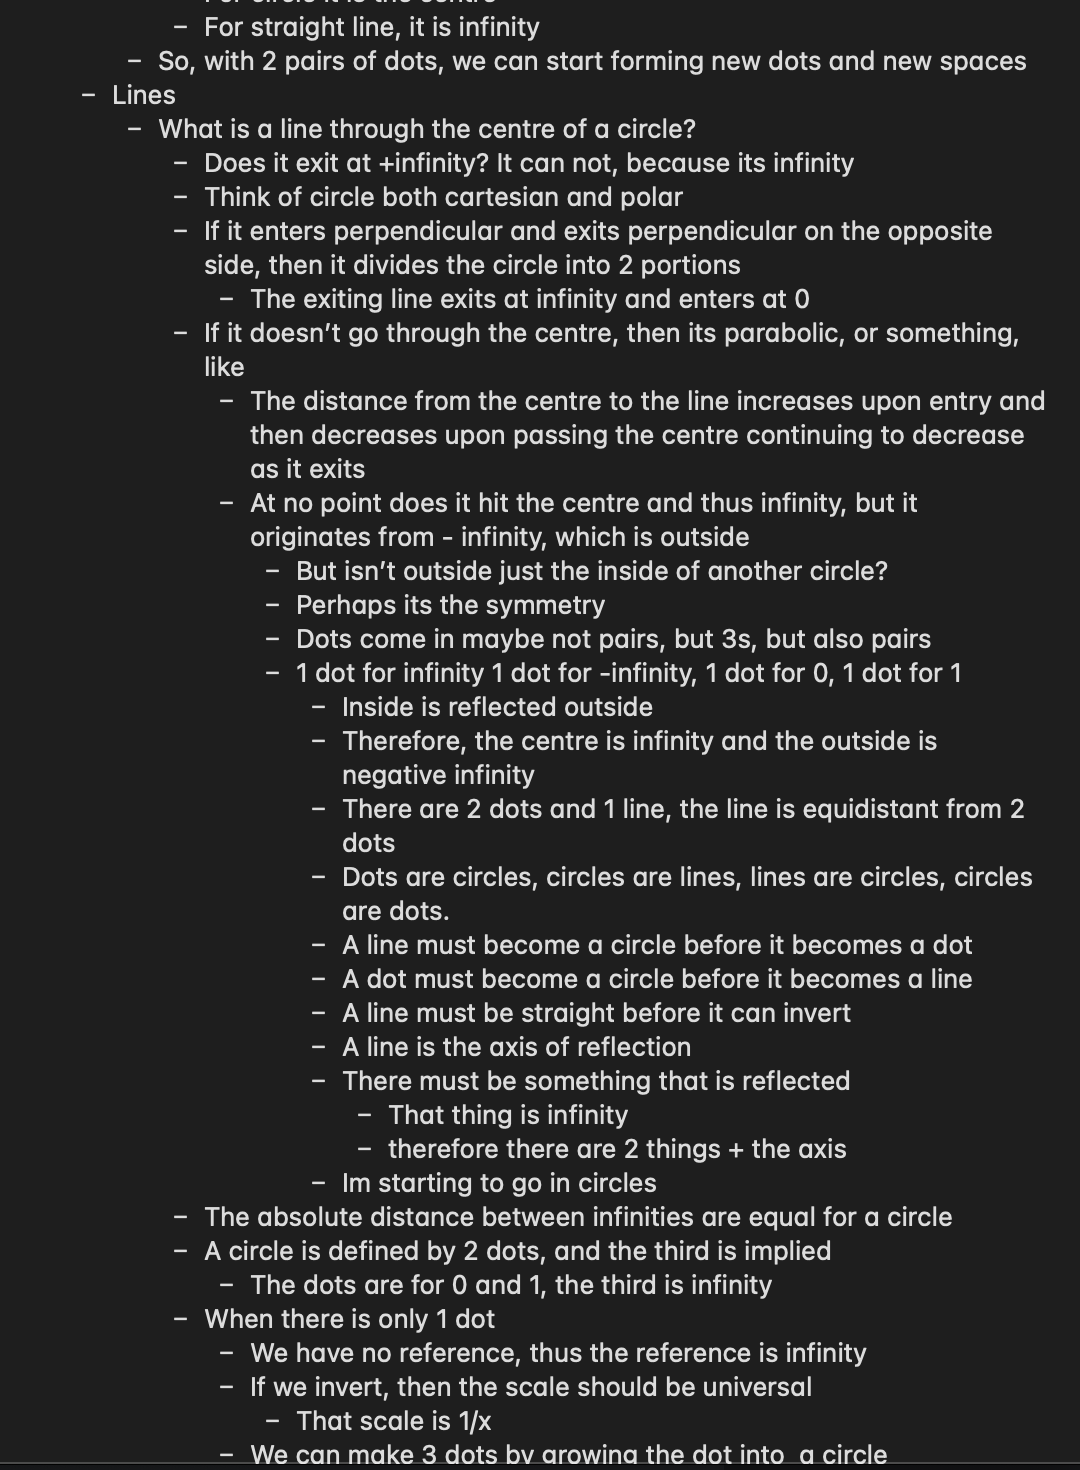 For circle it is the centre
– For straight line, it is infinity
– So, with 2 pairs of dots, we can start forming new dots and new spaces
– Lines
– What is a line through the centre of a circle?
– Does it exit at +infinity? It can not, because its infinity
– Think of circle both cartesian and polar
– If it enters perpendicular and exits perpendicular on the opposite
side, then it divides the circle into 2 portions
– The exiting line exits at infinity and enters at 0
– If it doesn’t go through the centre, then its parabolic, or something,
like
– The distance from the centre to the line increases upon entry and
then decreases upon passing the centre continuing to decrease
as it exits
– At no point does it hit the centre and thus infinity, but it
originates from - infinity, which is outside
– But isn’t outside just the inside of another circle?
– Perhaps its the symmetry
– Dots come in maybe not pairs, but 3s, but also pairs
– 1 dot for infinity 1 dot for -infinity, 1 dot for 0, 1 dot for 1
– Inside is reflected outside
– Therefore, the centre is infinity and the outside is
negative infinity
– There are 2 dots and 1 line, the line is equidistant from 2
dots
– Dots are circles, circles are lines, lines are circles, circles
are dots.
– A line must become a circle before it becomes a dot
– A dot must become a circle before it becomes a line
– A line must be straight before it can invert
– A line is the axis of reflection
– There must be something that is reflected
– That thing is infinity
– therefore there are 2 things + the axis
– Im starting to go in circles
– The absolute distance between infinities are equal for a circle
– A circle is defined by 2 dots, and the third is implied
– The dots are for 0 and 1, the third is infinity
– When there is only 1 dot
– We have no reference, thus the reference is infinity
– If we invert, then the scale should be universal
– That scale is 1/x
– We can make 3 dots by growing the dot into  a circle